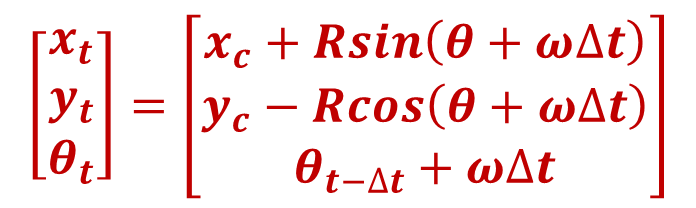 [x_t] = [x_c + Rsin(θ + ωΔt)]
[y_t] = [y_c − Rcos(θ + ωΔt)]
[θ_t] = [θ_{t−Δt} + ωΔt]